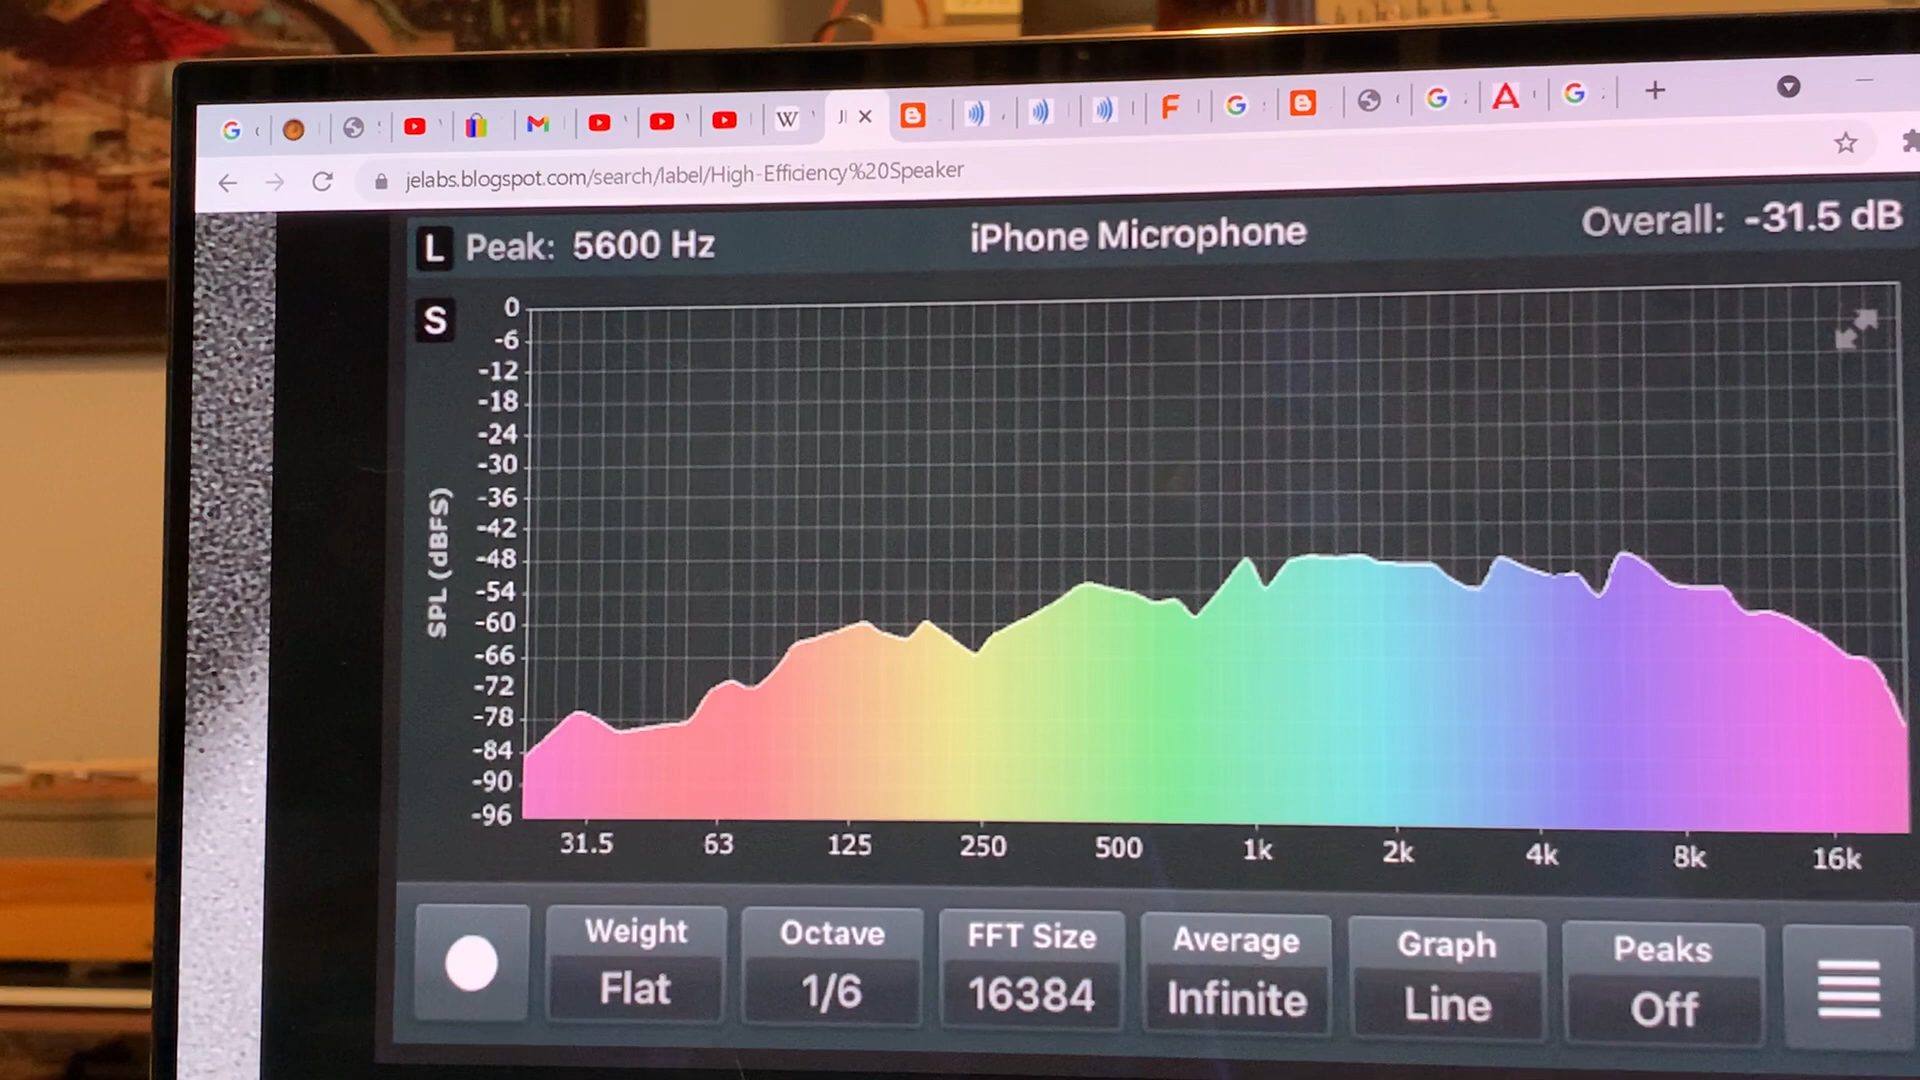 jelabs.blogspot.com/search/label/High-Efficiency%20Speaker
L Peak: 5600 Hz
iPhone Microphone
Overall: -31.5 dB
S
SPL (dBFS)
0
-6
-12
-18
-24
-30
-36
-42
-48
-54
-60
-66
-72
-78
-84
-90
-96
31.5 63 125 250 500 1k 2k 4k 8k 16k
Weight Octave FFT Size Average Graph Peaks
Flat 1/6 16384 Infinite Line Off